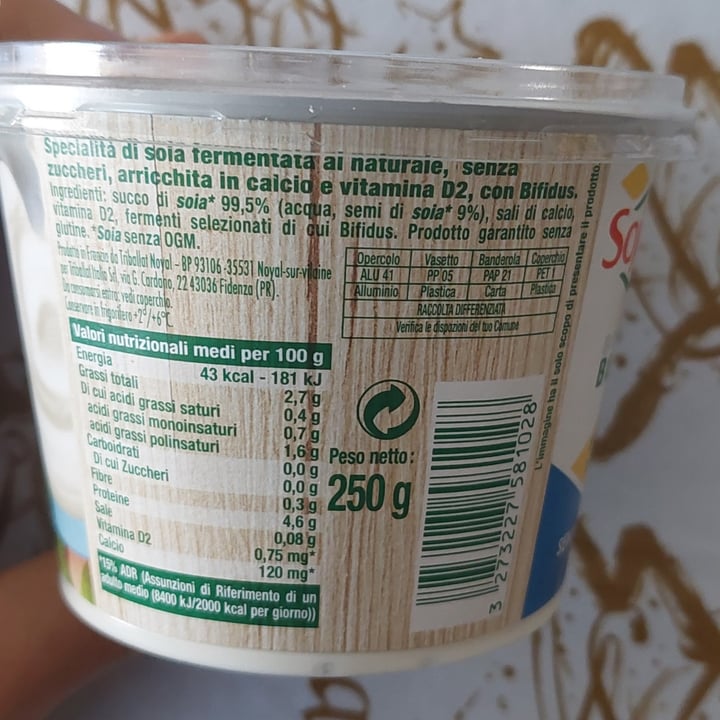 Specialità di soia fermentata al naturale, senza
zuccheri, arricchita in calcio e vitamina D2, con Bifidus.
Ingredienti: succo di soia* 99,5% (acqua, semi di soia* 9%), sali di calcio,
vitamina D2, fermenti selezionati di cui Bifidus. Prodotto garantito senza
glutine. *Soia senza OGM.
Prodotto in Francia da Triballat Noyal - BP 93106 -35531 Noyal-sur-vilaine
per Triballat Italia Srl, via G. Cardano, 22 43036 Fidenza (PR).
Da consumarsi entro: vedi coperchio.
Conservare in frigorifero +2°/+6°C
Opercolo Vasetto Banderola Coperchio
ALU 41 PP 05 PAP 21 PET 1
Alluminio Plastica Carta Plastica
RACCOLTA DIFFERENZIATA
Verifica le dispozioni del tuo Comune
Valori nutrizionali medi per 100 g
Energia 43 kcal - 181 kJ
Grassi totali 2,7 g
Di cui acidi grassi saturi 0,4 g
acidi grassi monoinsaturi 0,7 g
acidi grassi polinsaturi 1,6 g
Carboidrati 0,0 g
Di cui Zuccheri 0,0 g
Fibre 0,3 g
Proteine 4,6 g
Sale 0,08 g
Vitamina D2 0,75 mg*
Calcio 120 mg*
*15% ADR (Assunzioni di Riferimento di un
adulto medio (8400 kJ/2000 kcal per giorno))
Peso netto:
250 g
3 273227 581028
L'immagine ha il solo scopo di presentare il prodotto.
So